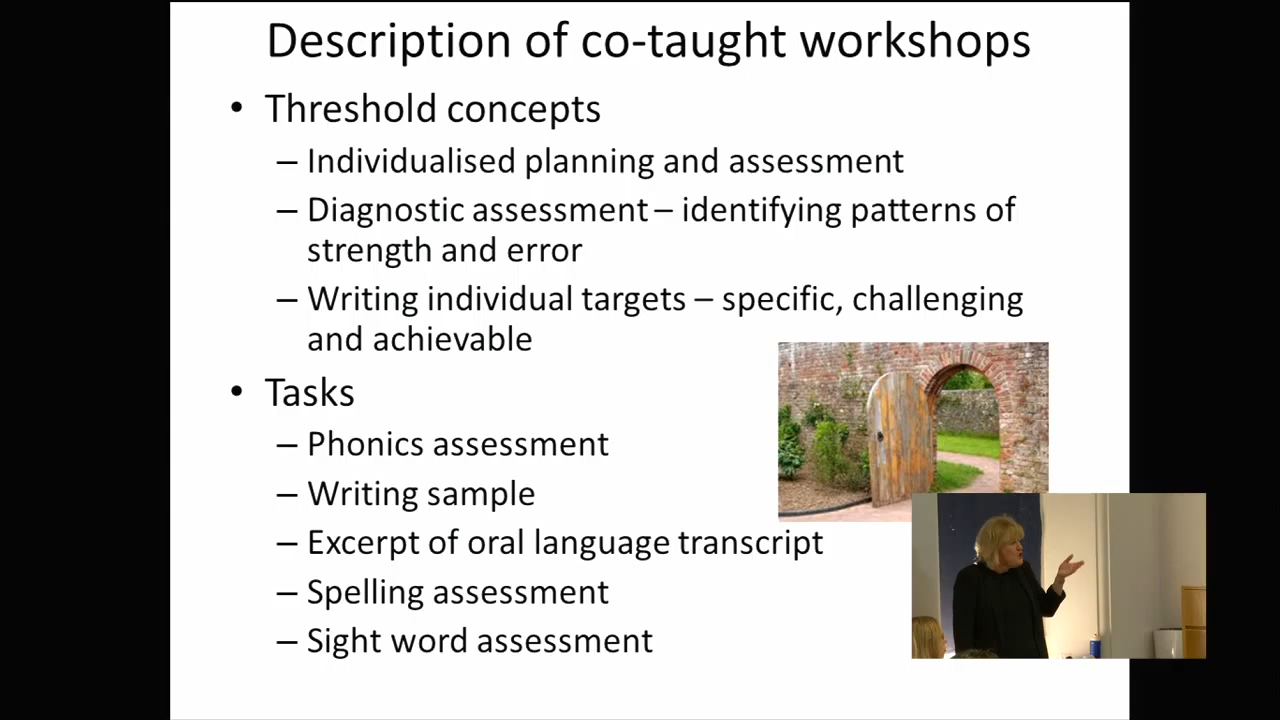 Description of co-taught workshops
• Threshold concepts
– Individualised planning and assessment
– Diagnostic assessment – identifying patterns of
strength and error
– Writing individual targets – specific, challenging
and achievable
• Tasks
– Phonics assessment
– Writing sample
– Excerpt of oral language transcript
– Spelling assessment
– Sight word assessment